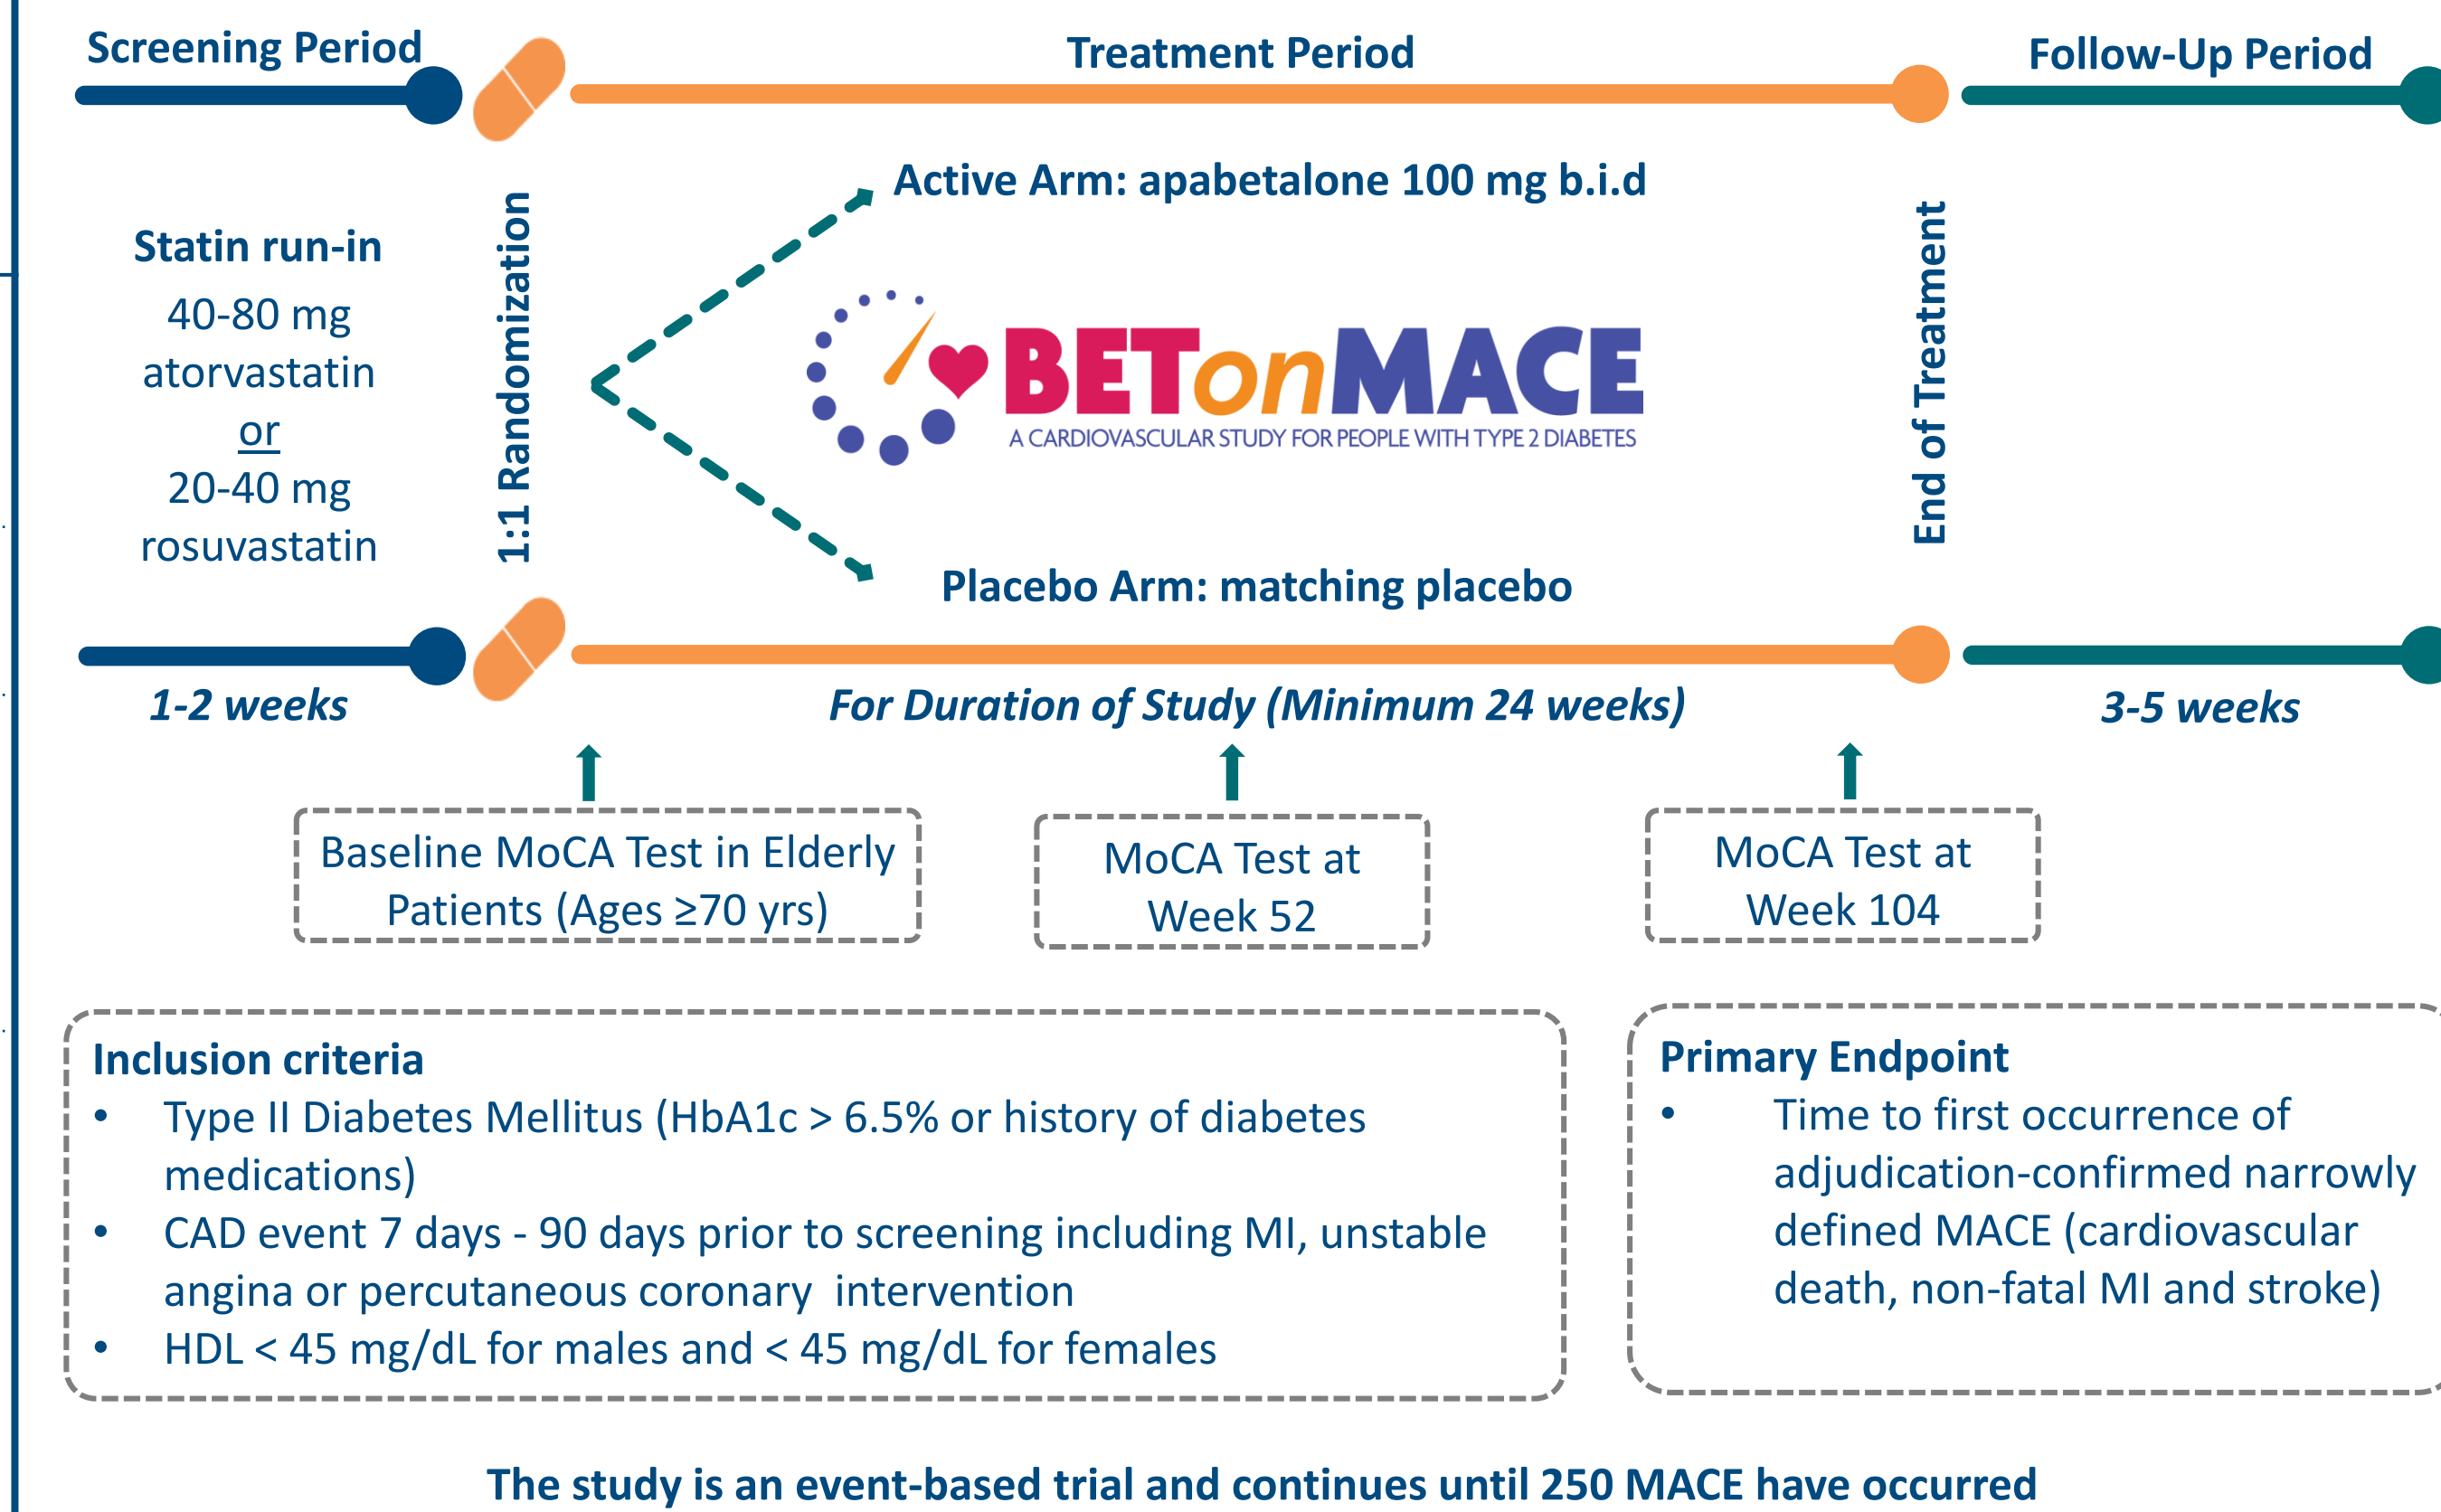 Screening Period
Treatment Period
Follow-Up Period
Statin run-in
40-80 mg
atorvastatin
or
20-40 mg
rosuvastatin
1:1 Randomization
Active Arm: apabetalone 100 mg b.i.d
BETonMACE
A CARDIOVASCULAR STUDY FOR PEOPLE WITH TYPE 2 DIABETES
Placebo Arm: matching placebo
End of Treatment
1-2 weeks
For Duration of Study (Minimum 24 weeks)
3-5 weeks
Baseline MoCA Test in Elderly
Patients (Ages ≥70 yrs)
MoCA Test at
Week 52
MoCA Test at
Week 104
Inclusion criteria
• Type II Diabetes Mellitus (HbA1c > 6.5% or history of diabetes
medications)
• CAD event 7 days - 90 days prior to screening including MI, unstable
angina or percutaneous coronary intervention
• HDL < 45 mg/dL for males and < 45 mg/dL for females
Primary Endpoint
• Time to first occurrence of
adjudication-confirmed narrowly
defined MACE (cardiovascular
death, non-fatal MI and stroke)
The study is an event-based trial and continues until 250 MACE have occurred